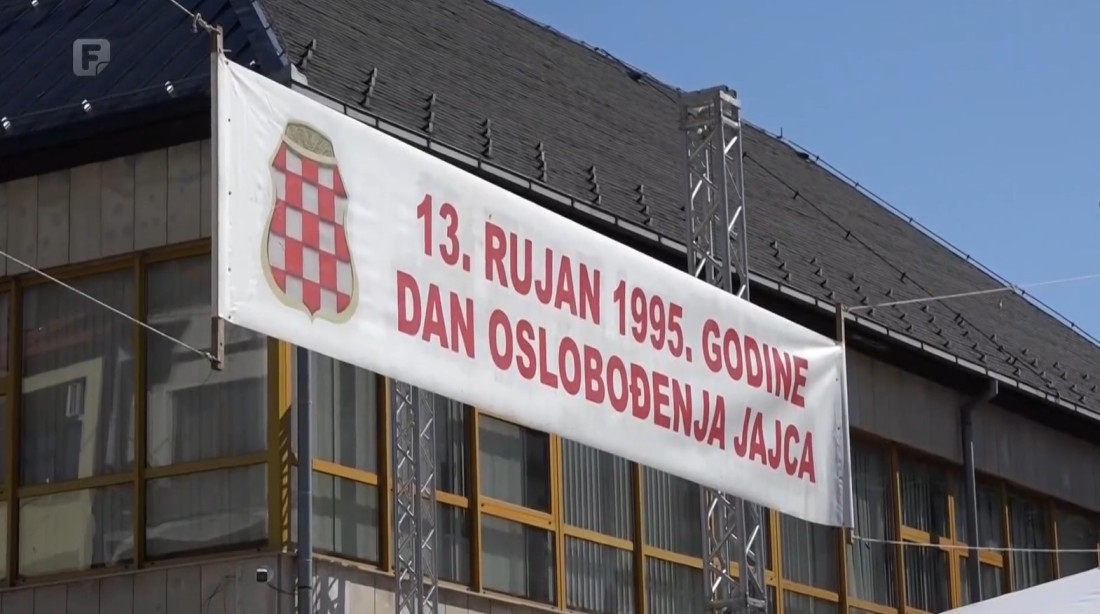 F
13. RUJAN 1995. GODINE
DAN OSLOBOĐENJA JAJCA